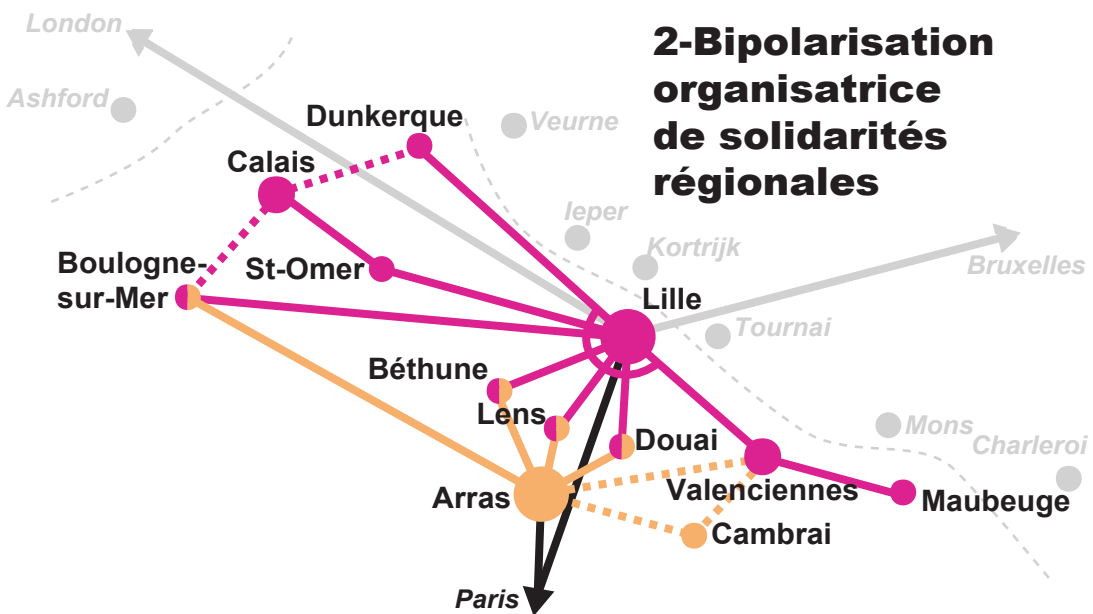 London
2-Bipolarisation
organisatrice
de solidarités
régionales
Ashford
Dunkerque
Veurne
Calais
Ieper
Kortrijk
Bruxelles
Boulogne-
sur-Mer
St-Omer
Lille
Tournai
Béthune
Lens
Douai
Mons
Charleroi
Arras
Valenciennes
Maubeuge
Cambrai
Paris